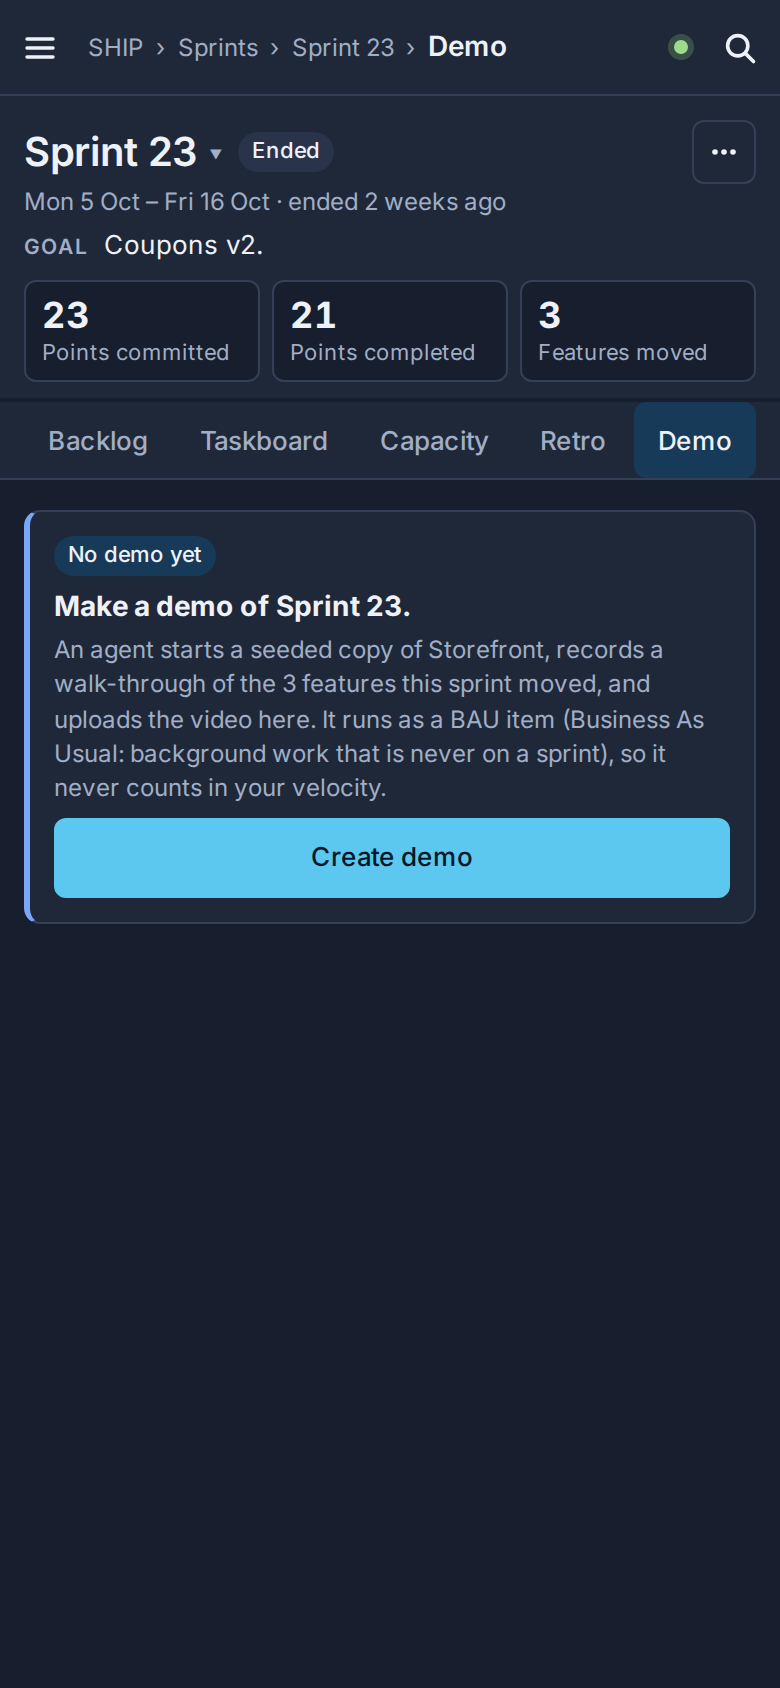 SHIP › Sprints › Sprint 23 › Demo
Sprint 23 ▾ Ended
Mon 5 Oct – Fri 16 Oct · ended 2 weeks ago
GOAL Coupons v2.
23
Points committed
21
Points completed
3
Features moved
Backlog Taskboard Capacity Retro Demo
No demo yet
Make a demo of Sprint 23.
An agent starts a seeded copy of Storefront, records a
walk-through of the 3 features this sprint moved, and
uploads the video here. It runs as a BAU item (Business As
Usual: background work that is never on a sprint), so it
never counts in your velocity.
Create demo